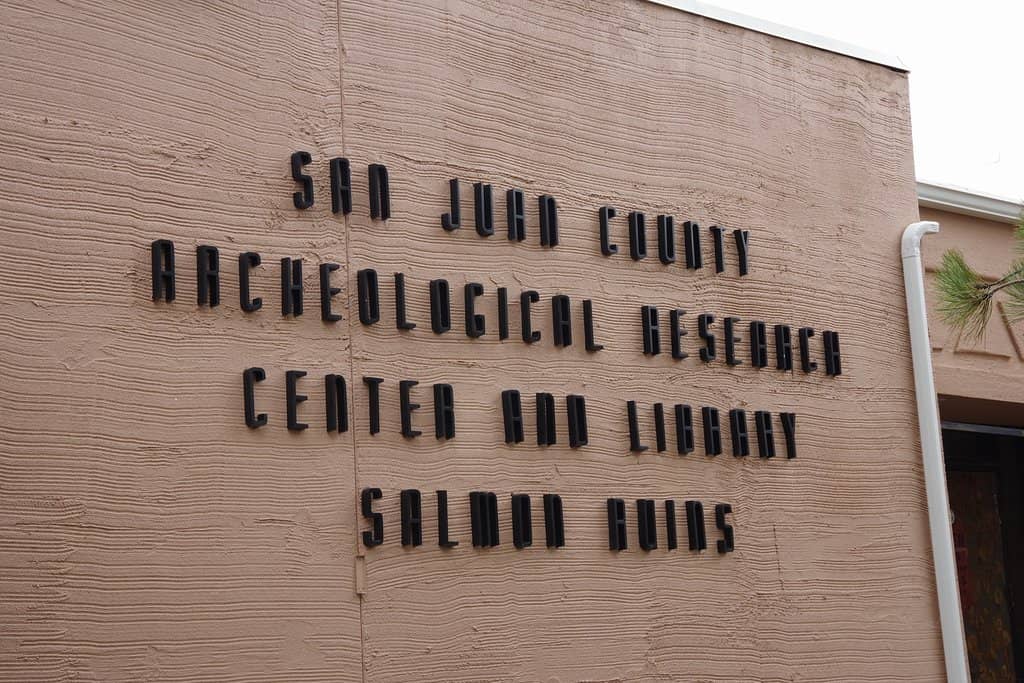 SAN JUAN COUNTY
ARCHEOLOGICAL RESEARCH
CENTER AND LIBRARY
SALMON RUINS